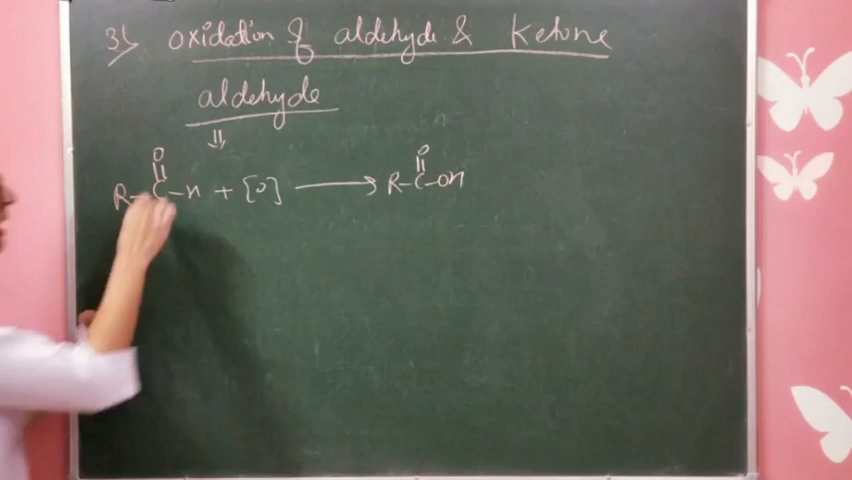 3) oxidation of aldehyde & Ketone
aldehyde
⇓
O
||
R-C-H + [O] ⟶ R-C-OH
O
||